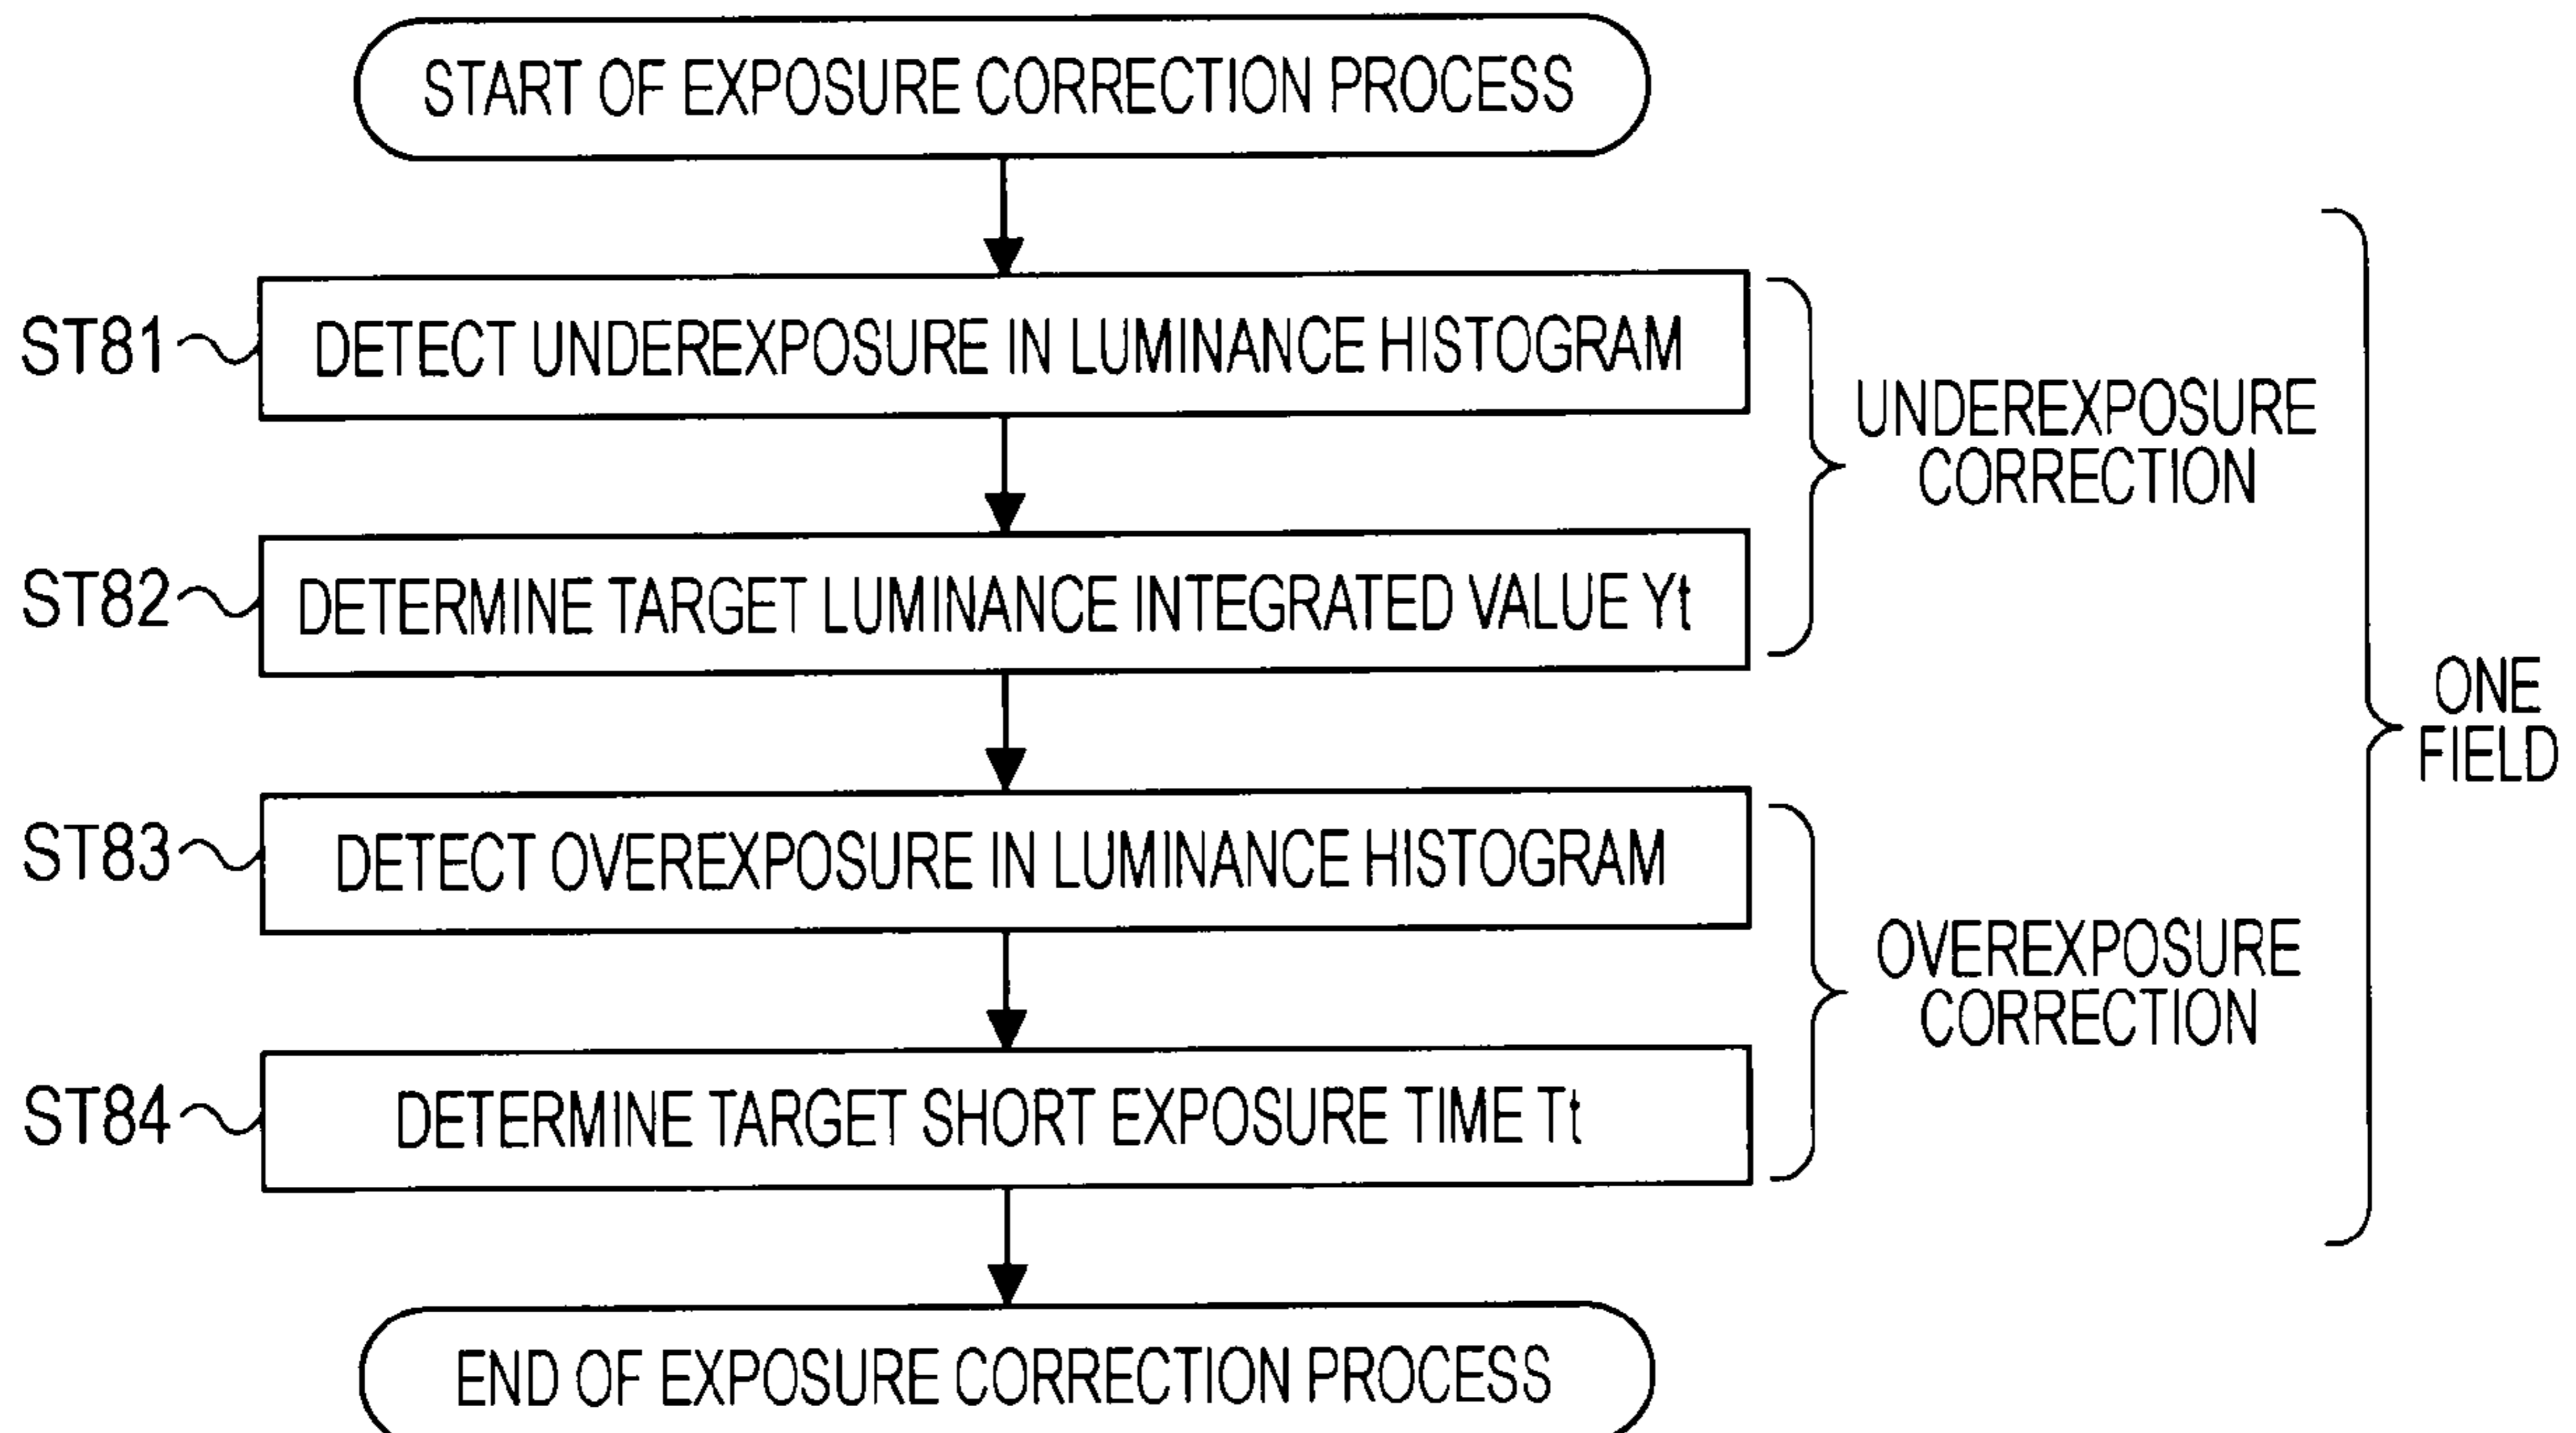 START OF EXPOSURE CORRECTION PROCESS
ST81
DETECT UNDEREXPOSURE IN LUMINANCE HISTOGRAM
UNDEREXPOSURE
CORRECTION
ST82
DETERMINE TARGET LUMINANCE INTEGRATED VALUE Yt
ONE
FIELD
ST83
DETECT OVEREXPOSURE IN LUMINANCE HISTOGRAM
OVEREXPOSURE
CORRECTION
ST84
DETERMINE TARGET SHORT EXPOSURE TIME Tt
END OF EXPOSURE CORRECTION PROCESS